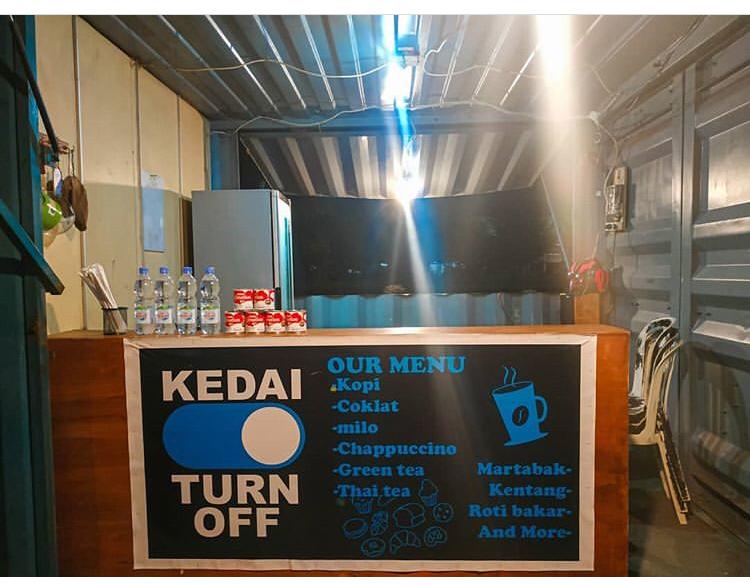 KEDAI
TURN
OFF
OUR MENU
-Kopi
-Coklat
-milo
-Chappuccino
-Green tea
-Thai tea
Martabak-
Kentang-
Roti bakar-
And More-